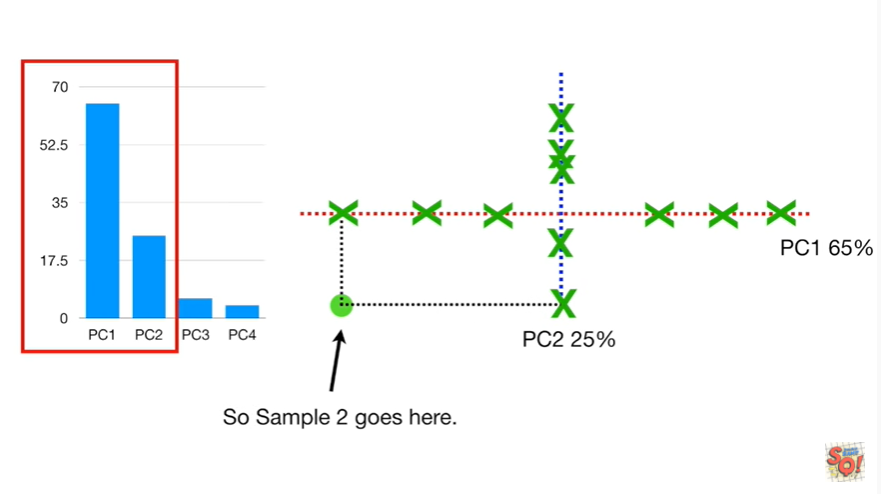 70
52.5
35
17.5
0
PC1
PC2
PC3
PC4
PC1 65%
PC2 25%
So Sample 2 goes here.
SQ!